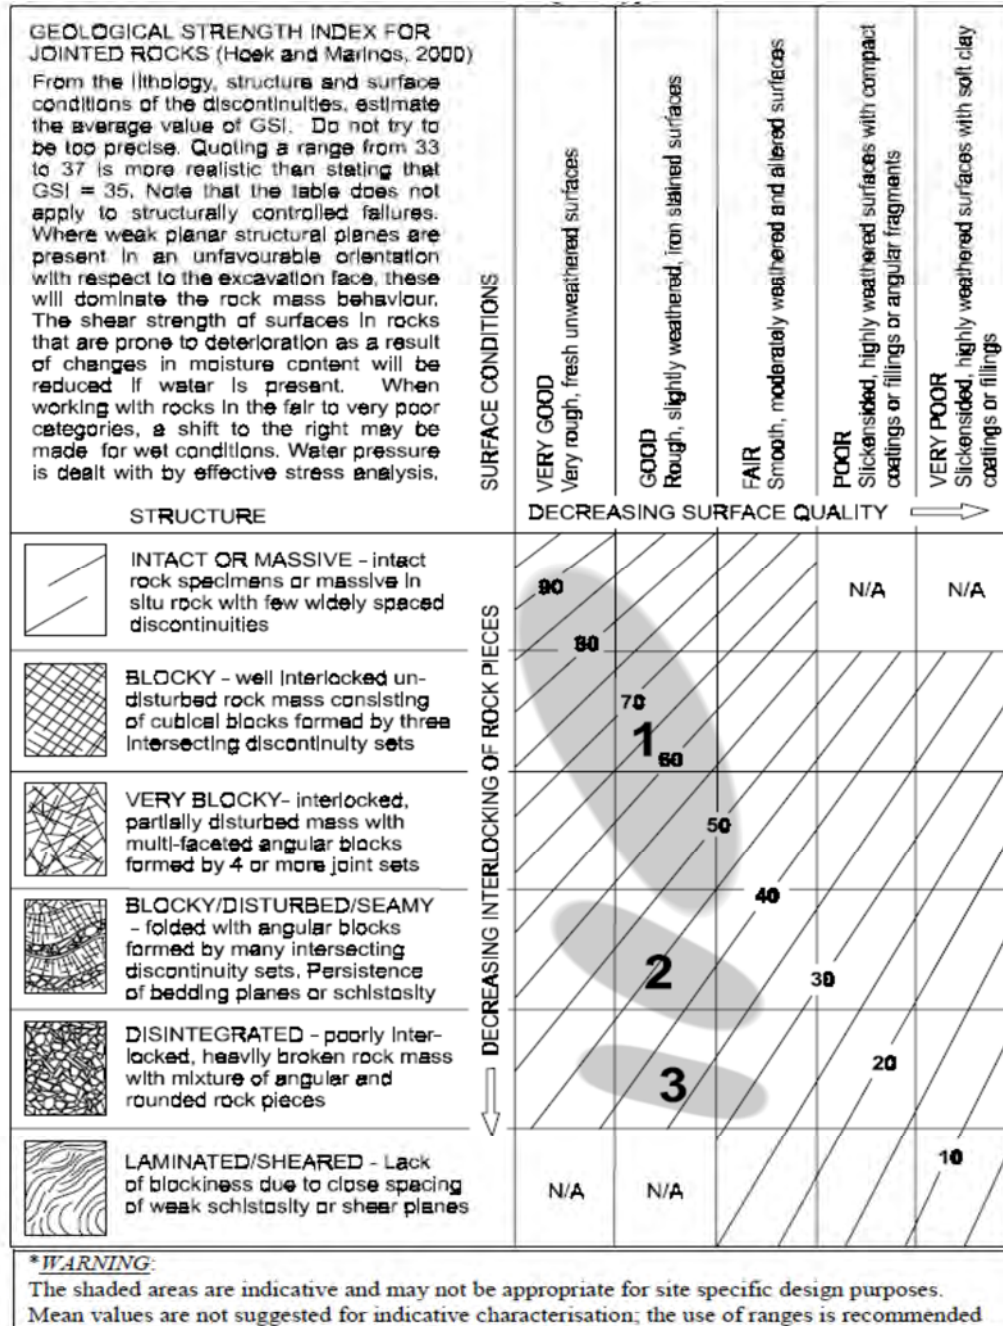 GEOLOGICAL STRENGTH INDEX FOR
JOINTED ROCKS (Hoek and Marinos, 2000)
From the lithology, structure and surface
conditions of the discontinuities, estimate
the average value of GSI. Do not try to
be too precise. Quoting a range from 33
to 37 is more realistic than stating that
GSI = 35. Note that the table does not
apply to structurally controlled failures.
Where weak planar structural planes are
present in an unfavourable orientation
with respect to the excavation face, these
will dominate the rock mass behaviour.
The shear strength of surfaces in rocks
that are prone to deterioration as a result
of changes in moisture content will be
reduced if water is present. When
working with rocks in the fair to very poor
categories, a shift to the right may be
made for wet conditions. Water pressure
is dealt with by effective stress analysis.
STRUCTURE
SURFACE CONDITIONS
VERY GOOD
Very rough, fresh unweathered surfaces
GOOD
Rough, slightly weathered, iron stained surfaces
FAIR
Smooth, moderately weathered and altered surfaces
POOR
Slickensided, highly weathered surfaces with compact
coatings or fillings or angular fragments
VERY POOR
Slickensided, highly weathered surfaces with soft clay
coatings or fillings
DECREASING SURFACE QUALITY
DECREASING INTERLOCKING OF ROCK PIECES
INTACT OR MASSIVE - intact
rock specimens or massive in
situ rock with few widely spaced
discontinuities
90
80
N/A
N/A
BLOCKY - well interlocked un-
disturbed rock mass consisting
of cubical blocks formed by three
intersecting discontinuity sets
70
1
60
VERY BLOCKY- interlocked,
partially disturbed mass with
multi-faceted angular blocks
formed by 4 or more joint sets
50
40
BLOCKY/DISTURBED/SEAMY
- folded with angular blocks
formed by many intersecting
discontinuity sets. Persistence
of bedding planes or schistosity
2
30
DISINTEGRATED - poorly inter-
locked, heavily broken rock mass
with mixture of angular and
rounded rock pieces
3
20
LAMINATED/SHEARED - Lack
of blockiness due to close spacing
of weak schistosity or shear planes
N/A
N/A
10
*WARNING:
The shaded areas are indicative and may not be appropriate for site specific design purposes.
Mean values are not suggested for indicative characterisation; the use of ranges is recommended